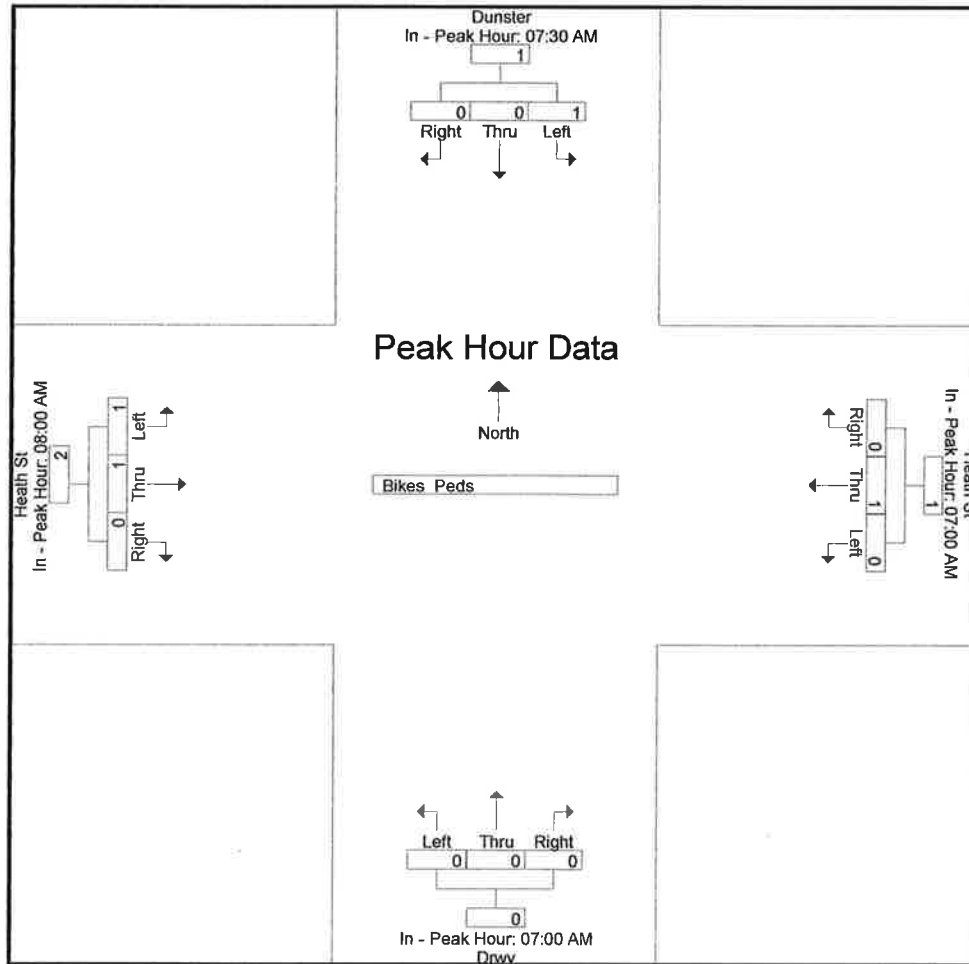 Dunster
In - Peak Hour: 07:30 AM
1
0 0 1
Right Thru Left
Peak Hour Data
North
Bikes Peds
Heath St
In - Peak Hour: 08:00 AM
2
1 1 0
Left Thru Right
Heath St
In - Peak Hour: 07:00 AM
1
0 1 0
Right Thru Left
Left Thru Right
0 0 0
0
In - Peak Hour: 07:00 AM
Drwy